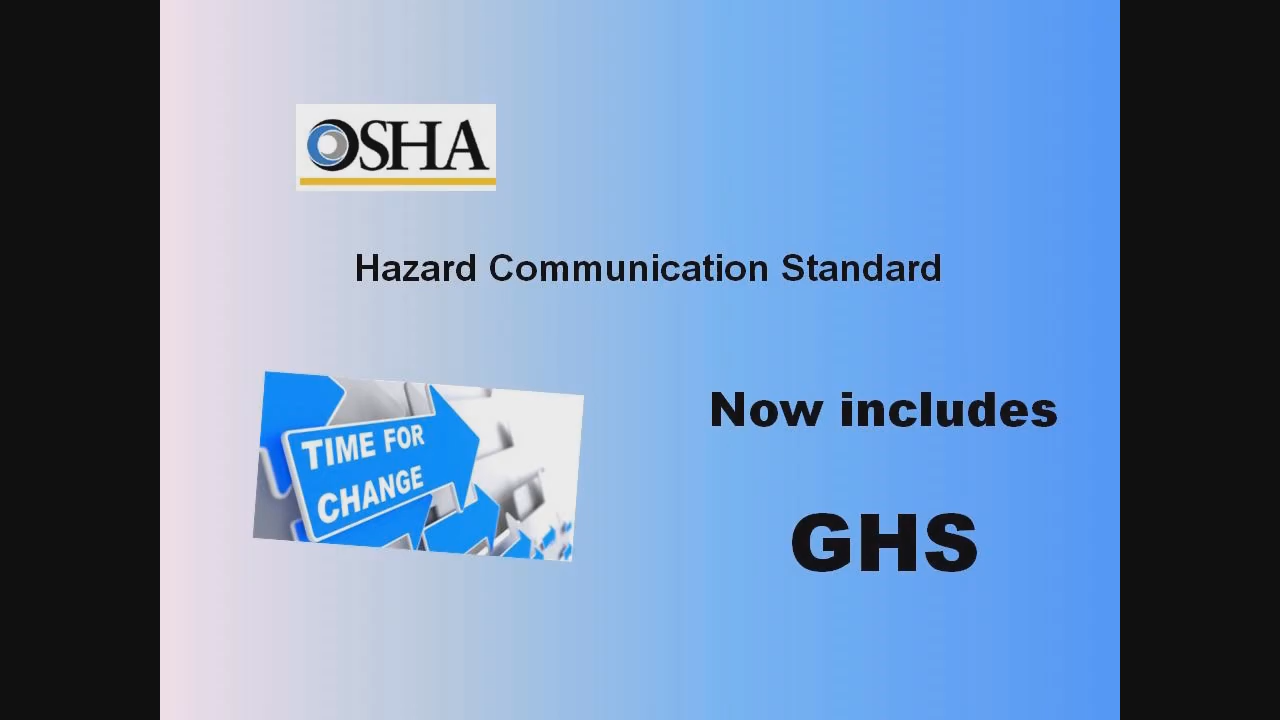 OSHA
Hazard Communication Standard
TIME FOR
CHANGE
Now includes
GHS